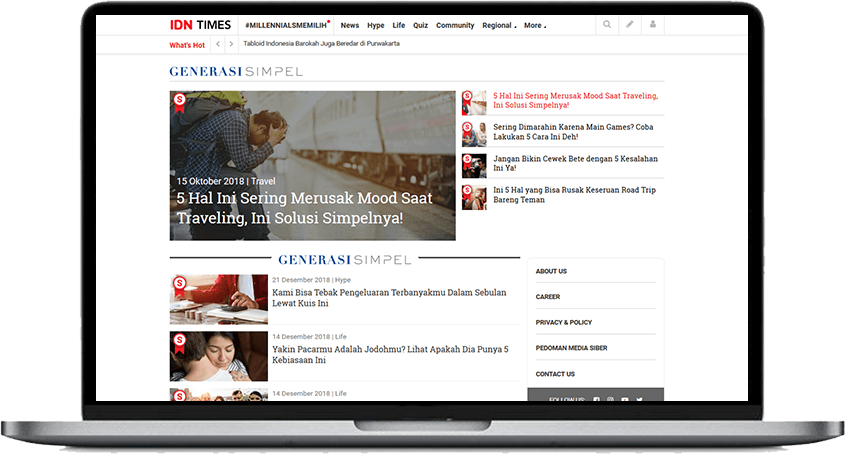 IDN TIMES
#MILLENNIALSMEMILIH
News Hype Life Quiz Community Regional More
What's Hot
Tabloid Indonesia Barokah Juga Beredar di Purwakarta
GENERASI SIMPEL
S
15 Oktober 2018 | Travel
5 Hal Ini Sering Merusak Mood Saat
Traveling, Ini Solusi Simpelnya!
S
5 Hal Ini Sering Merusak Mood Saat Traveling,
Ini Solusi Simpelnya!
S
Sering Dimarahin Karena Main Games? Coba
Lakukan 5 Cara Ini Deh!
S
Jangan Bikin Cewek Bete dengan 5 Kesalahan
Ini Ya!
S
Ini 5 Hal yang Bisa Rusak Keseruan Road Trip
Bareng Teman
GENERASI SIMPEL
S
21 Desember 2018 | Hype
Kami Bisa Tebak Pengeluaran Terbanyakmu Dalam Sebulan
Lewat Kuis Ini
S
14 Desember 2018 | Life
Yakin Pacarmu Adalah Jodohmu? Lihat Apakah Dia Punya 5
Kebiasaan Ini
S
14 Desember 2018 | Life
ABOUT US
CAREER
PRIVACY & POLICY
PEDOMAN MEDIA SIBER
CONTACT US
FOLLOW US: